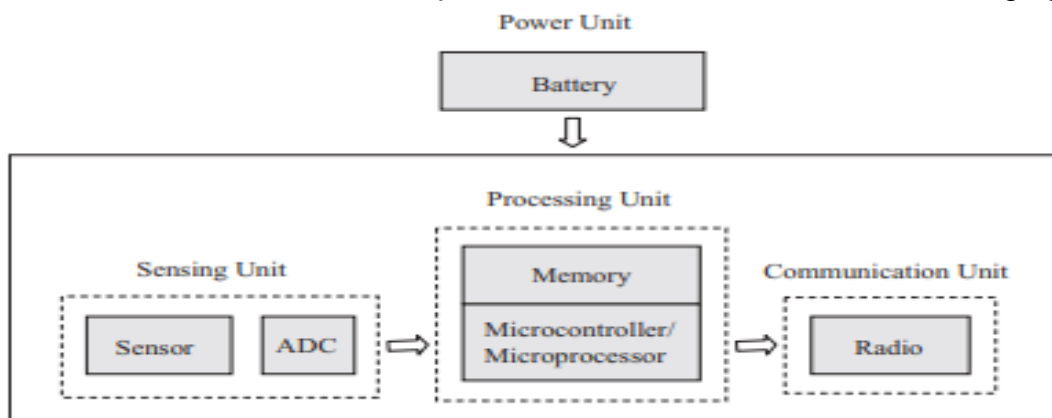 Power Unit
Battery
Processing Unit
Sensing Unit
Memory
Communication Unit
Sensor
ADC
Microcontroller/
Microprocessor
Radio